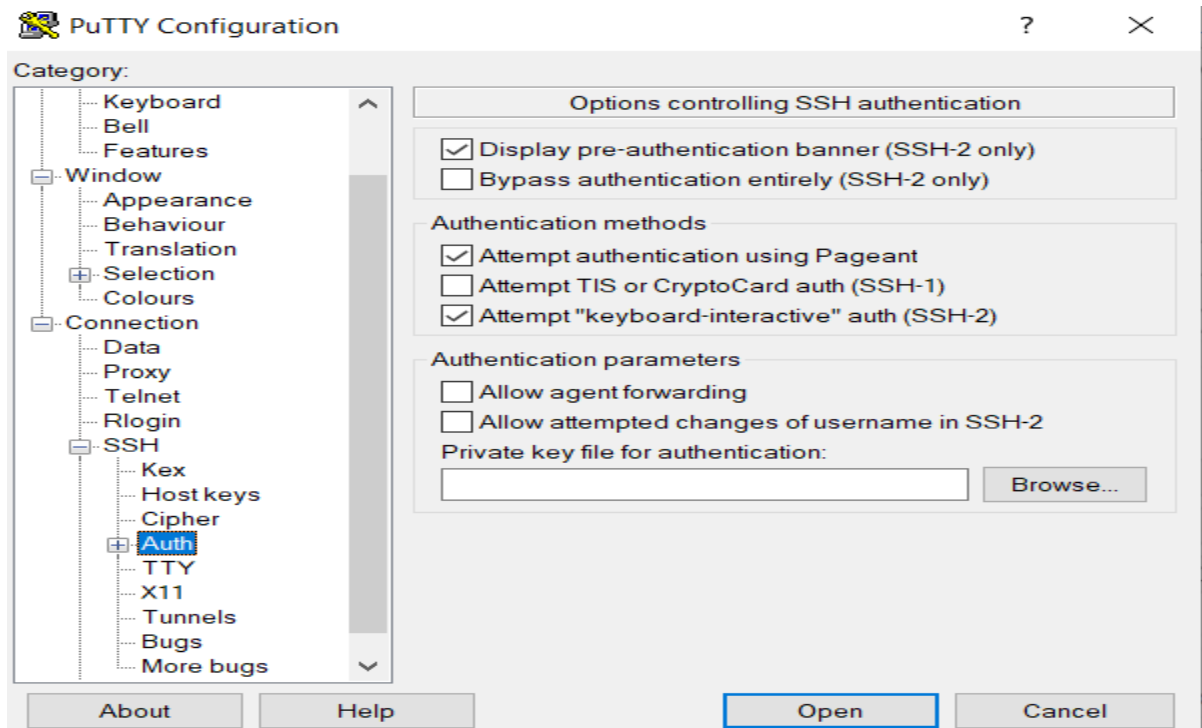 PuTTY Configuration
?
Category:
Keyboard
Bell
Features
Window
Appearance
Behaviour
Translation
Selection
Colours
Connection
Data
Proxy
Telnet
Rlogin
SSH
Kex
Host keys
Cipher
Auth
TTY
X11
Tunnels
Bugs
More bugs
Options controlling SSH authentication
Display pre-authentication banner (SSH-2 only)
Bypass authentication entirely (SSH-2 only)
Authentication methods
Attempt authentication using Pageant
Attempt TIS or CryptoCard auth (SSH-1)
Attempt "keyboard-interactive" auth (SSH-2)
Authentication parameters
Allow agent forwarding
Allow attempted changes of username in SSH-2
Private key file for authentication:
Browse...
About
Help
Open
Cancel